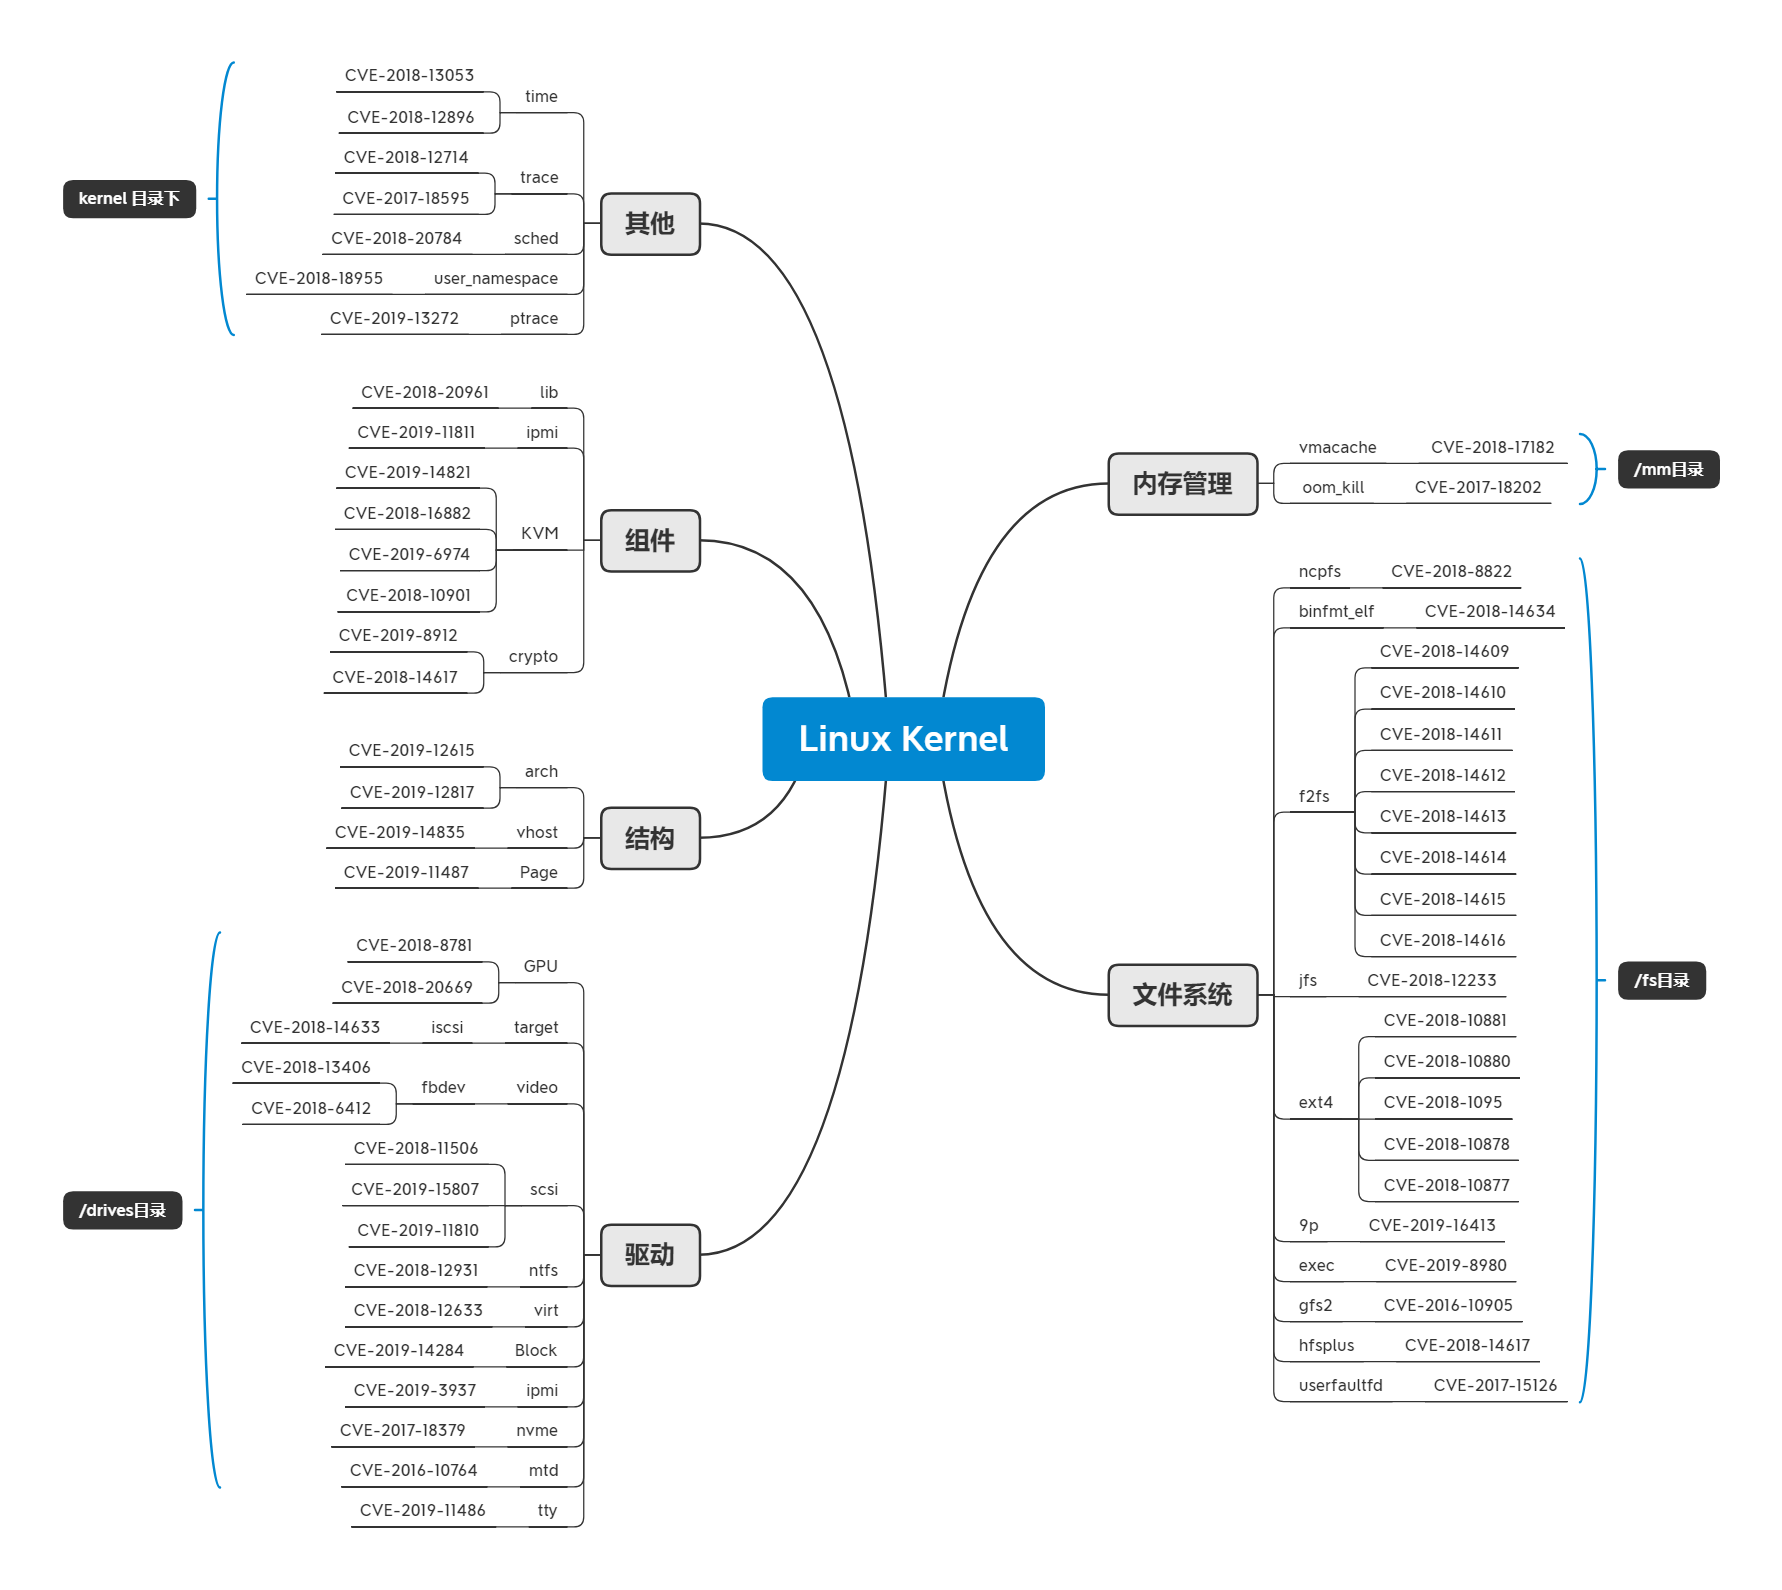 Linux Kernel
其他
kernel 目录下
time
CVE-2018-13053
CVE-2018-12896
trace
CVE-2018-12714
CVE-2017-18595
sched
CVE-2018-20784
user_namespace
CVE-2018-18955
ptrace
CVE-2019-13272
组件
lib
CVE-2018-20961
ipmi
CVE-2019-11811
KVM
CVE-2019-14821
CVE-2018-16882
CVE-2019-6974
CVE-2018-10901
crypto
CVE-2019-8912
CVE-2018-14617
结构
arch
CVE-2019-12615
CVE-2019-12817
vhost
CVE-2019-14835
Page
CVE-2019-11487
驱动
/drives目录
GPU
CVE-2018-8781
CVE-2018-20669
target
iscsi
CVE-2018-14633
video
fbdev
CVE-2018-13406
CVE-2018-6412
scsi
CVE-2018-11506
CVE-2019-15807
CVE-2019-11810
ntfs
CVE-2018-12931
virt
CVE-2018-12633
Block
CVE-2019-14284
ipmi
CVE-2019-3937
nvme
CVE-2017-18379
mtd
CVE-2016-10764
tty
CVE-2019-11486
内存管理
vmacache
CVE-2018-17182
oom_kill
CVE-2017-18202
/mm目录
文件系统
ncpfs
CVE-2018-8822
binfmt_elf
CVE-2018-14634
f2fs
CVE-2018-14609
CVE-2018-14610
CVE-2018-14611
CVE-2018-14612
CVE-2018-14613
CVE-2018-14614
CVE-2018-14615
CVE-2018-14616
jfs
CVE-2018-12233
ext4
CVE-2018-10881
CVE-2018-10880
CVE-2018-1095
CVE-2018-10878
CVE-2018-10877
9p
CVE-2019-16413
exec
CVE-2019-8980
gfs2
CVE-2016-10905
hfsplus
CVE-2018-14617
userfaultfd
CVE-2017-15126
/fs目录